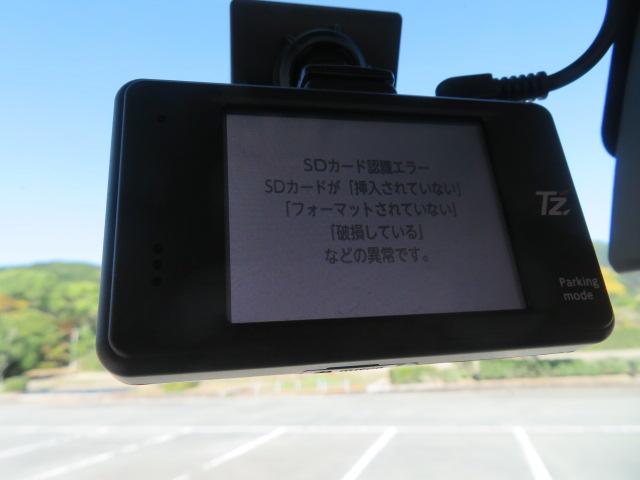 SDカード認識エラー
SDカードが「挿入されていない」
「フォーマットされていない」
「破損している」
などの異常です。
TZ
Parking
mode